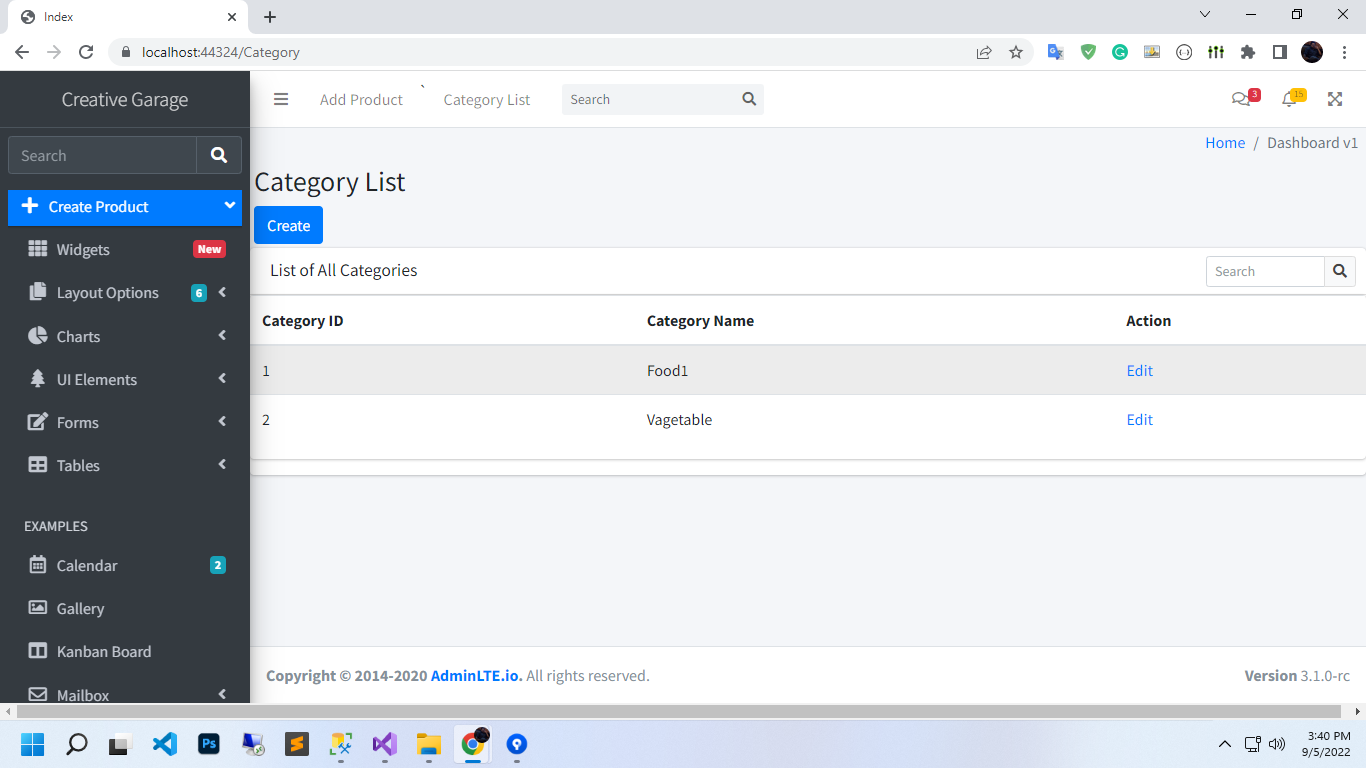 Index
localhost:44324/Category
Creative Garage
Add Product ` Category List Search 3 15
Home / Dashboard v1
Search
Create Product
Widgets New
Layout Options 6
Charts
UI Elements
Forms
Tables
EXAMPLES
Calendar 2
Gallery
Kanban Board
Mailbox
Category List
Create
List of All Categories Search
Category ID Category Name Action
1 Food1 Edit
2 Vagetable Edit
Copyright © 2014-2020 AdminLTE.io. All rights reserved. Version 3.1.0-rc
Ps
3:40 PM
9/5/2022